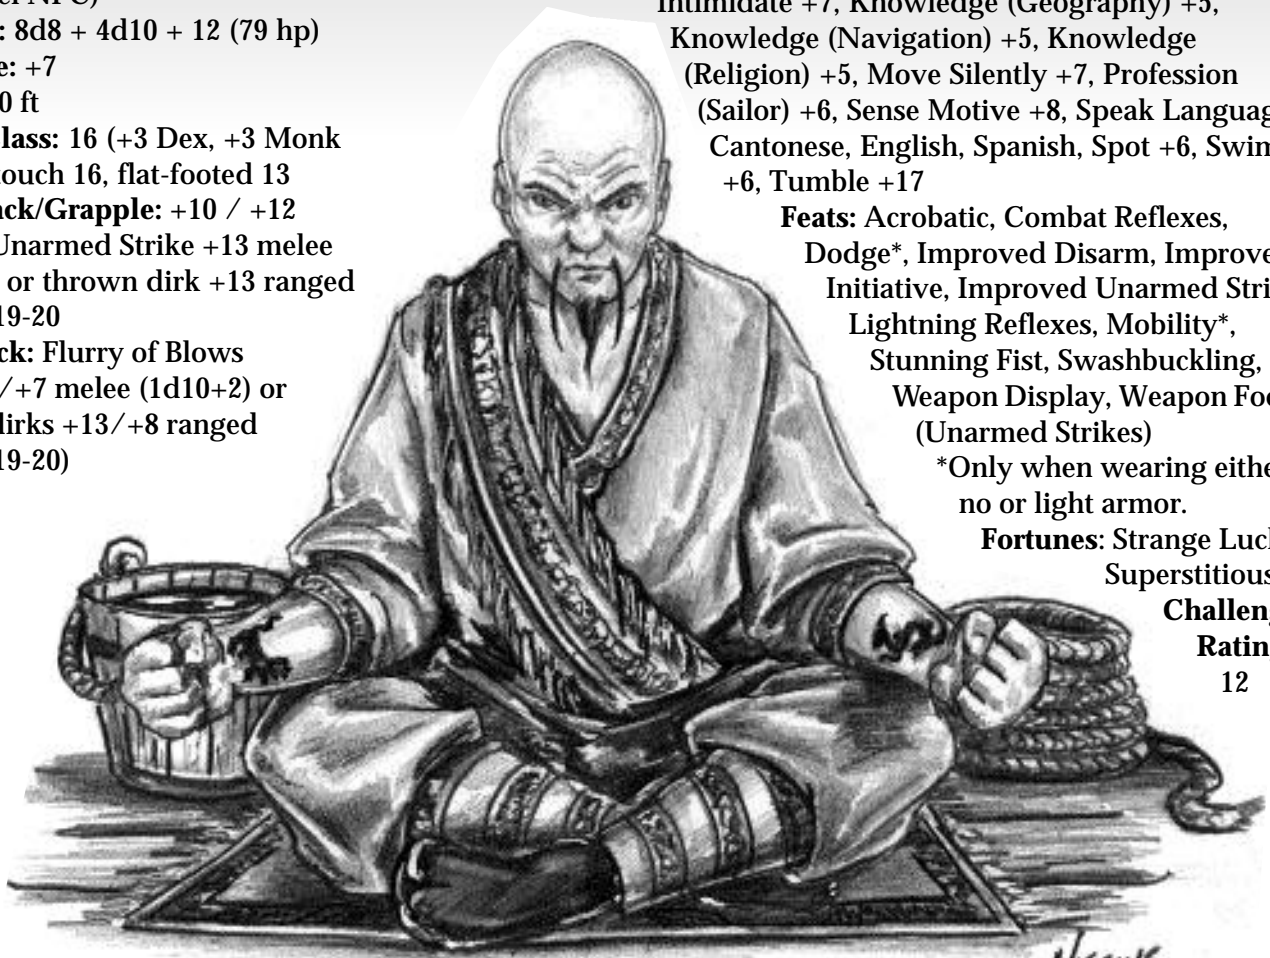 el NPC)
: 8d8 + 4d10 + 12 (79 hp)
e: +7
0 ft
lass: 16 (+3 Dex, +3 Monk
touch 16, flat-footed 13
ack/Grapple: +10 / +12
Unarmed Strike +13 melee
or thrown dirk +13 ranged
19-20
ck: Flurry of Blows
/+7 melee (1d10+2) or
dirks +13/+8 ranged
19-20)
Intimidate +7, Knowledge (Geography) +5,
Knowledge (Navigation) +5, Knowledge
(Religion) +5, Move Silently +7, Profession
(Sailor) +6, Sense Motive +8, Speak Languag
Cantonese, English, Spanish, Spot +6, Swim
+6, Tumble +17
Feats: Acrobatic, Combat Reflexes,
Dodge*, Improved Disarm, Improve
Initiative, Improved Unarmed Stri
Lightning Reflexes, Mobility*,
Stunning Fist, Swashbuckling,
Weapon Display, Weapon Foc
(Unarmed Strikes)
*Only when wearing eithe
no or light armor.
Fortunes: Strange Luck
Superstitious
Challeng
Ratin
12